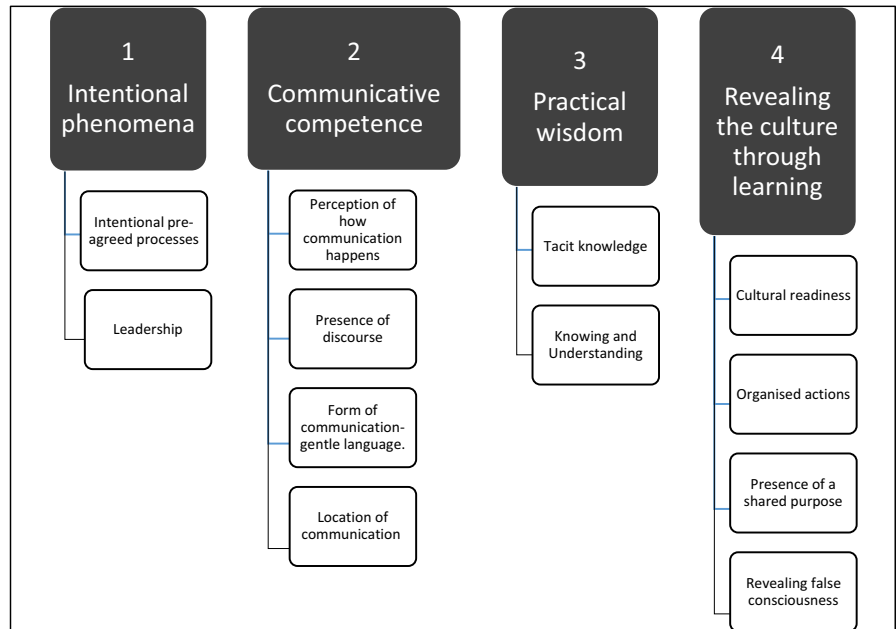 1
Intentional
phenomena
Intentional pre-
agreed processes
Leadership
2
Communicative
competence
Perception of
how
communication
happens
Presence of
discourse
Form of
communication-
gentle language.
Location of
communication
3
Practical
wisdom
Tacit knowledge
Knowing and
Understanding
4
Revealing
the culture
through
learning
Cultural readiness
Organised actions
Presence of a
shared purpose
Revealing false
consciousness